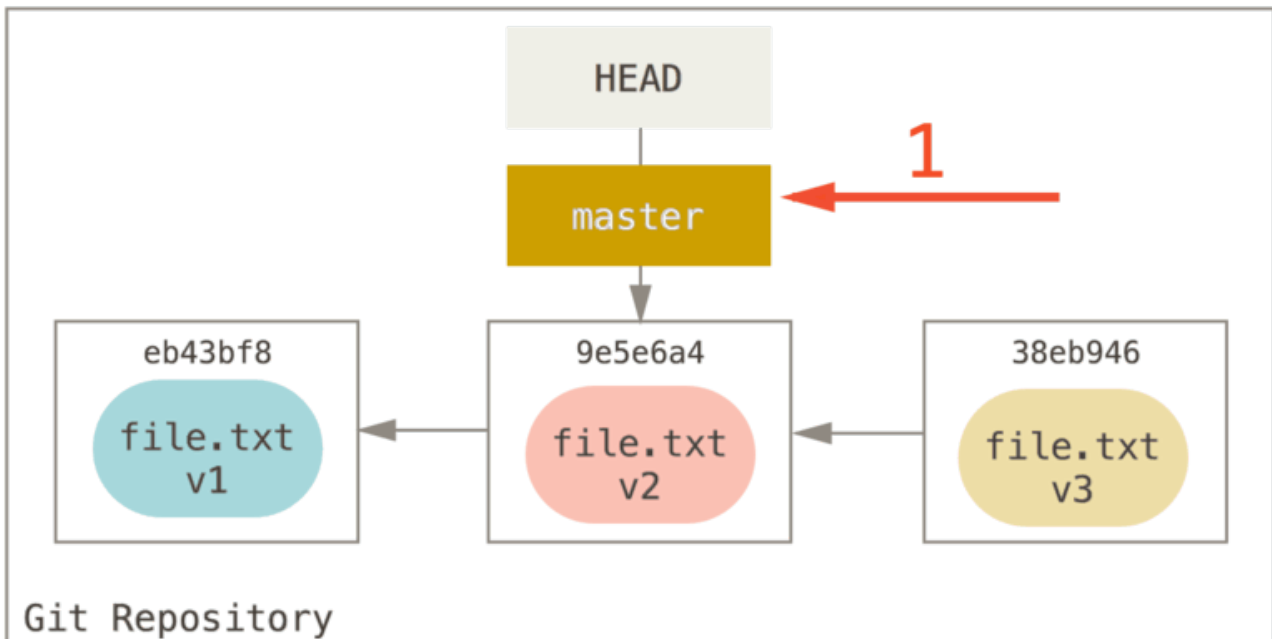 HEAD
1
master
eb43bf8
9e5e6a4
38eb946
file.txt
v1
file.txt
v2
file.txt
v3
Git Repository